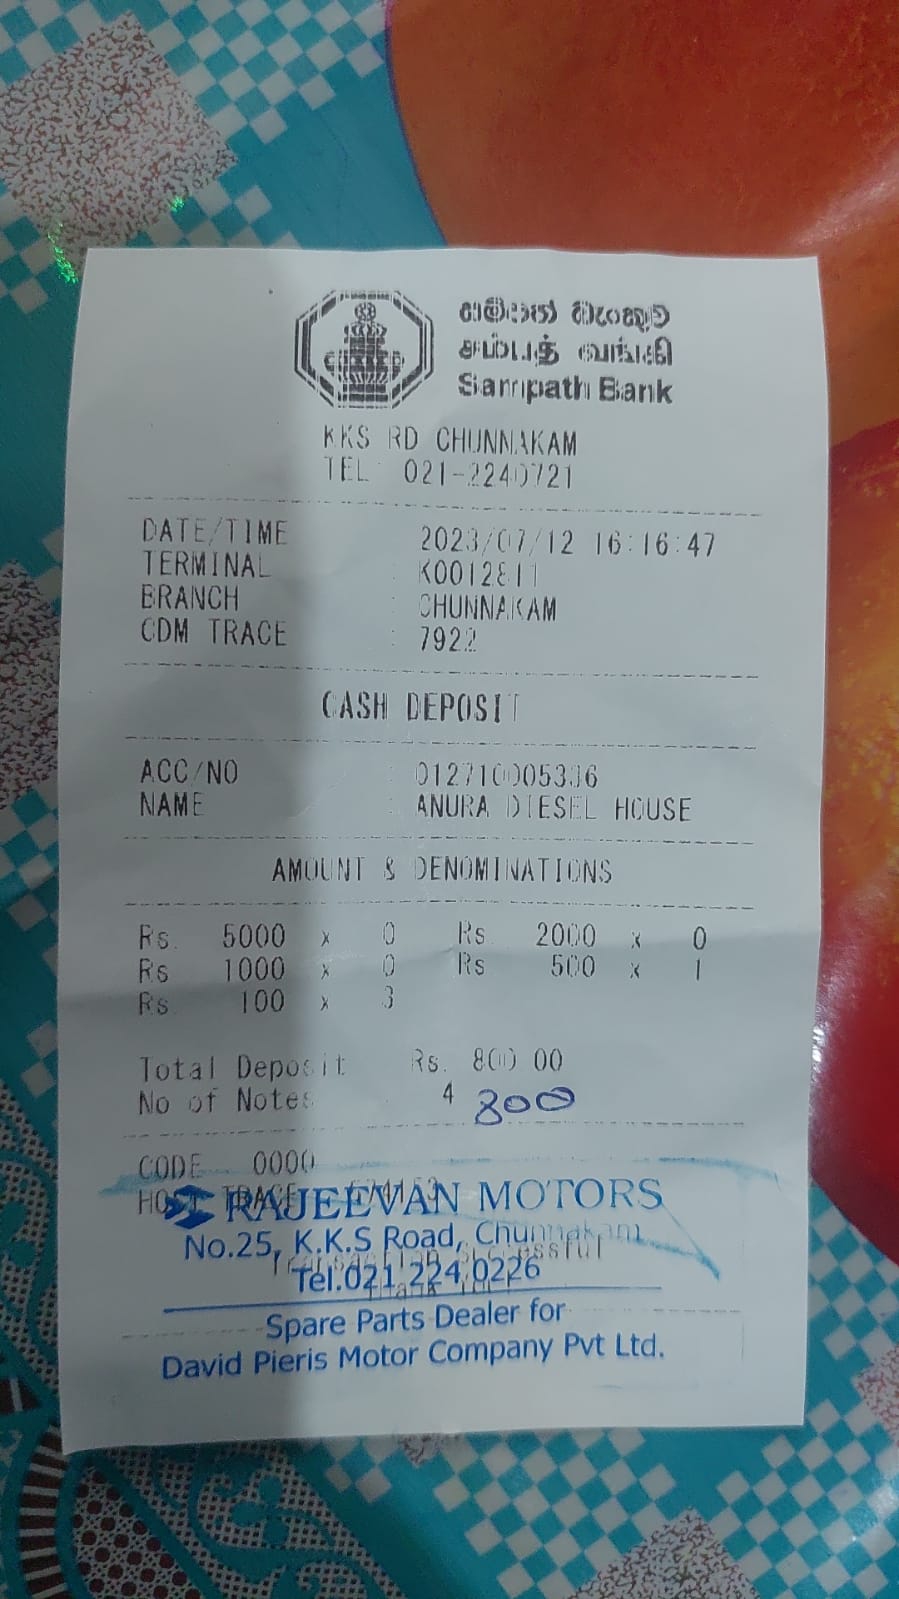 සම්පත් බැංකුව
சம்பத் வங்கி
Sampath Bank
KKS RD CHUNNAKAM
TEL: 021-2240721
DATE/TIME : 2023/07/12 16:16:47
TERMINAL : K0012811
BRANCH : CHUNNAKAM
CDM TRACE : 7922
CASH DEPOSIT
ACC/NO : 012710005336
NAME : ANURA DIESEL HOUSE
AMOUNT & DENOMINATIONS
Rs. 5000 x 0 Rs 2000 x 0
Rs 1000 x 0 Rs 500 x 1
Rs 100 x 3
Total Deposit Rs. 800.00
No of Notes 4 800
CODE 0000
HOST TRACE
RAJEEVAN MOTORS
No.25, K.K.S Road, Chunnakam
Transaction Successful
Tel.021 224 0226
Spare Parts Dealer for
David Pieris Motor Company Pvt Ltd.